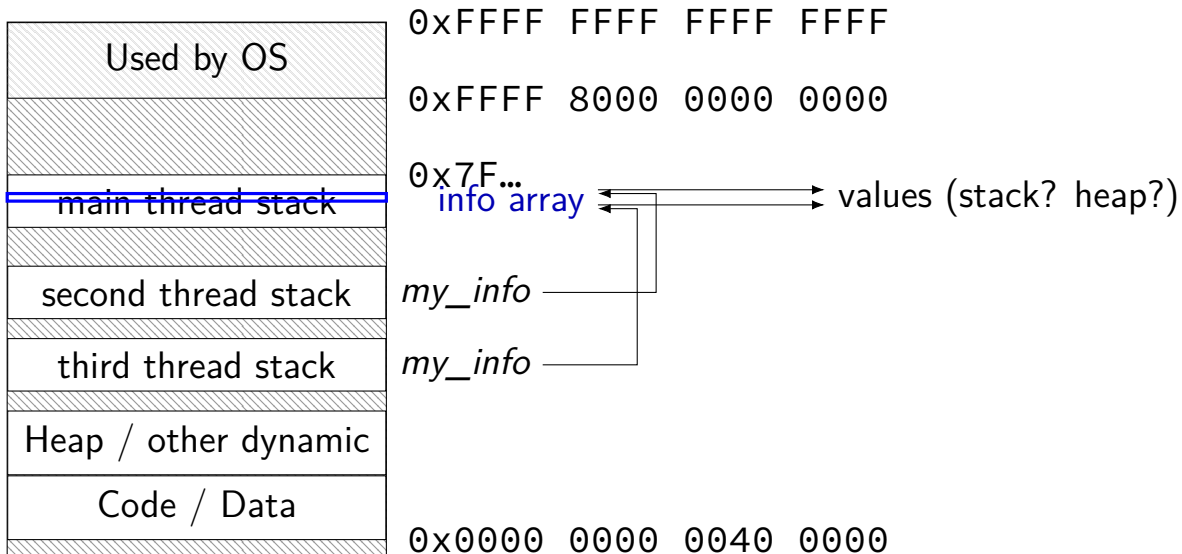 0xFFFF FFFF FFFF FFFF
Used by OS
0xFFFF 8000 0000 0000
0x7F…
main thread stack
info array
values (stack? heap?)
second thread stack
my_info
third thread stack
my_info
Heap / other dynamic
Code / Data
0x0000 0000 0040 0000